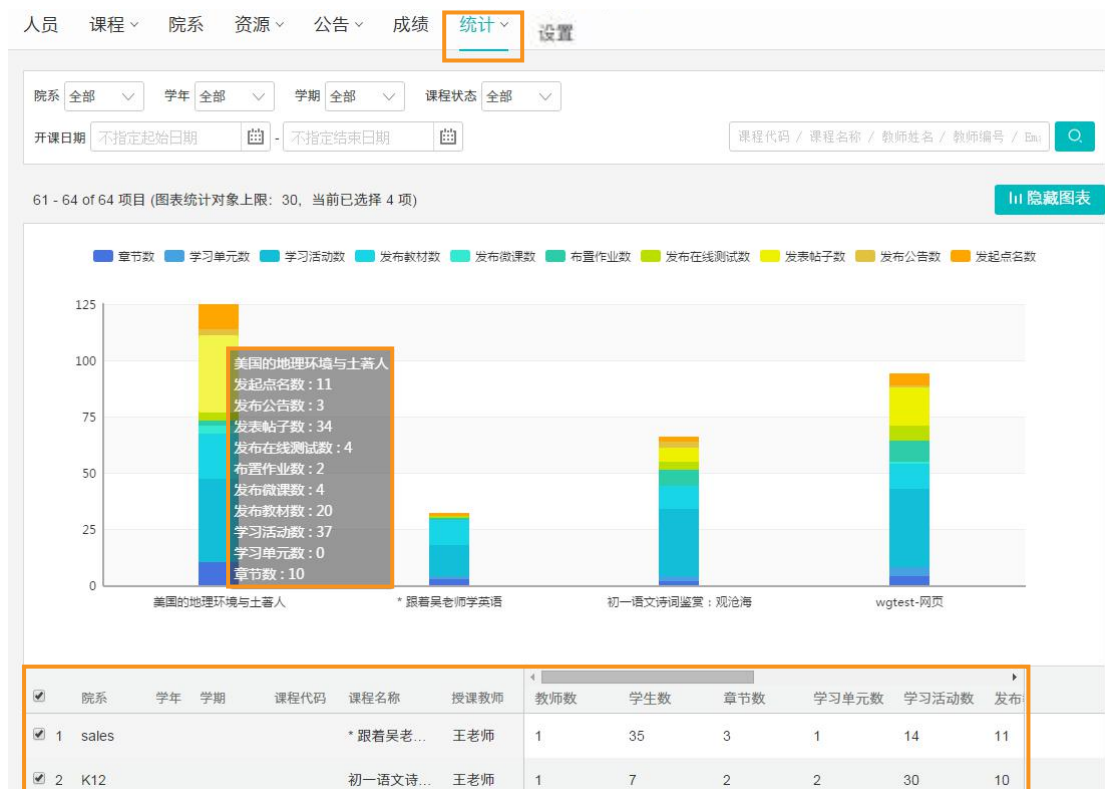 人员 课程 院系 资源 公告 成绩 统计 设置
院系 全部 学年 全部 学期 全部 课程状态 全部
开课日期 不指定起始日期 - 不指定结束日期 课程代码 / 课程名称 / 教师姓名 / 教师编号 / Em
61 - 64 of 64 项目 (图表统计对象上限: 30, 当前已选择 4 项) 隐藏图表
章节数 学习单元数 学习活动数 发布教材数 发布微课数 布置作业数 发布在线测试数 发表帖子数 发布公告数 发起点名数
125
100
75
50
25
0
美国的地理环境与土著人
发起点名数 : 11
发布公告数 : 3
发表帖子数 : 34
发布在线测试数 : 4
布置作业数 : 2
发布微课数 : 4
发布教材数 : 20
学习活动数 : 37
学习单元数 : 0
章节数 : 10
美国的地理环境与土著人 * 跟着吴老师学英语 初一语文诗词鉴赏：观沧海 wgtest-网页
院系 学年 学期 课程代码 课程名称 授课教师 教师数 学生数 章节数 学习单元数 学习活动数 发布
1 sales * 跟着吴老... 王老师 1 35 3 1 14 11
2 K12 初一语文诗... 王老师 1 7 2 2 30 10